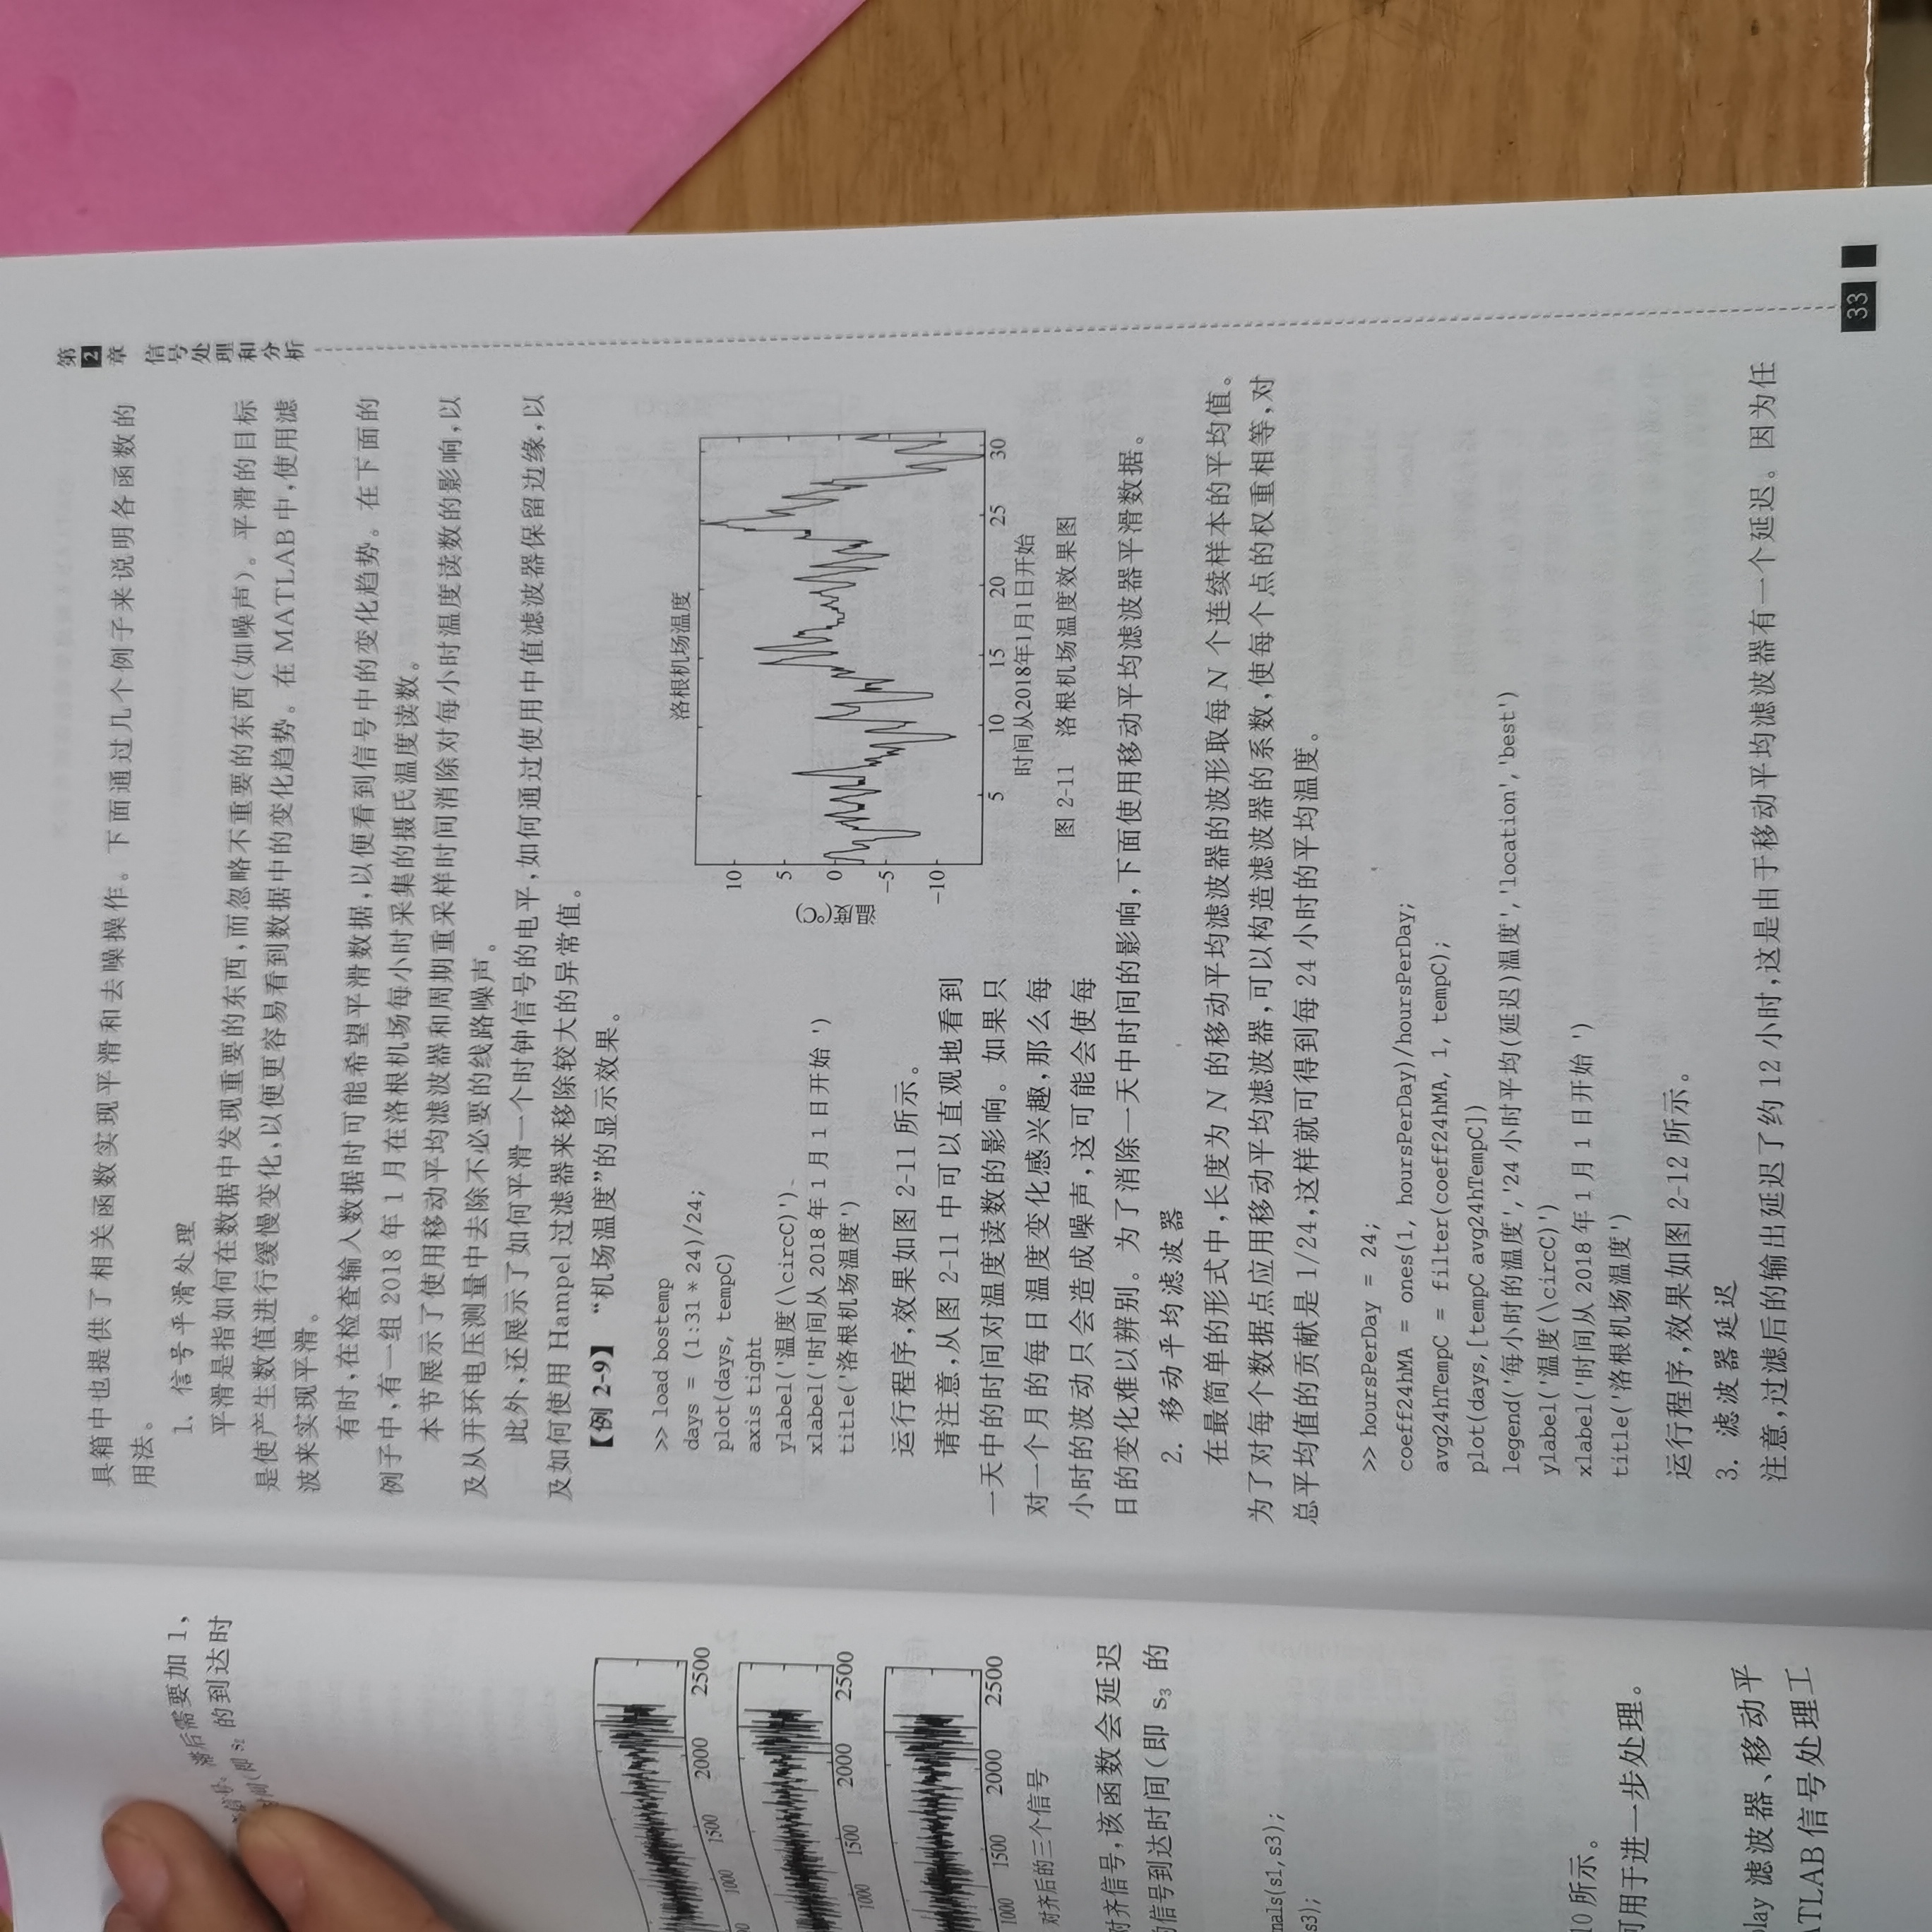 滞后需要加 1,
的到达时
2000
2500
1000
1500
2000
2500
1000
1500
2000
2500
1000
1500
对齐后的三个信号
对齐信号,该函数会延迟
信号到达时间(即 s₃ 的
nals(s1,s3);
s3);
10 所示。
可用于进一步处理。
lay 滤波器、移动平
ATLAB 信号处理工
第2章 信号处理和分析
具箱中也提供了相关函数实现平滑和去噪操作。下面通过几个例子来说明各函数的
用法。
1. 信号平滑处理
平滑是指如何在数据中发现重要的东西,而忽略不重要的东西(如噪声)。平滑的目标
是使产生数值进行缓慢变化,以便更容易看到数据中的变化趋势。在 MATLAB 中,使用滤
波来实现平滑。
有时,在检查输入数据时可能希望平滑数据,以便看到信号中的变化趋势。在下面的
例子中,有一组 2018 年 1 月在洛根机场每小时采集的摄氏温度读数。
本节展示了使用移动平均滤波器和周期重采样时间消除对每小时温度读数的影响,以
及从开环电压测量中去除不必要的线路噪声。
此外,还展示了如何平滑一个时钟信号的电平,如何通过使用中值滤波器保留边缘,以
及如何使用 Hampel 过滤器来移除较大的异常值。
【例 2-9】 “机场温度”的显示效果。
>> load bostemp
days = (1:31 * 24)/24;
plot(days, tempC)
axis tight
ylabel('温度(\circC)')
xlabel('时间从 2018 年 1 月 1 日开始 ')
title('洛根机场温度')
运行程序,效果如图 2-11 所示。
请注意,从图 2-11 中可以直观地看到
一天中的时间对温度读数的影响。如果只
对一个月的每日温度变化感兴趣,那么每
小时的波动只会造成噪声,这可能会使每
日的变化难以辨别。为了消除一天中时间的影响,下面使用移动平均滤波器平滑数据。
洛根机场温度
温度(°C)
10
5
0
−5
−10
5 10 15 20 25 30
时间从2018年1月1日开始
图 2-11 洛根机场温度效果图
2. 移动平均滤波器
在最简单的形式中,长度为 N 的移动平均滤波器的波形取每 N 个连续样本的平均值。
为了对每个数据点应用移动平均滤波器,可以构造滤波器的系数,使每个点的权重相等,对
总平均值的贡献是 1/24,这样就可得到每 24 小时的平均温度。
>> hoursPerDay = 24;
coeff24hMA = ones(1, hoursPerDay)/hoursPerDay;
avg24hTempC = filter(coeff24hMA, 1, tempC);
plot(days,[tempC avg24hTempC])
legend('每小时的温度','24 小时平均(延迟)温度','location','best')
ylabel('温度(\circC)')
xlabel('时间从 2018 年 1 月 1 日开始 ')
title('洛根机场温度')
运行程序,效果如图 2-12 所示。
3. 滤波器延迟
注意,过滤后的输出延迟了约 12 小时,这是由于移动平均滤波器有一个延迟。因为任
33